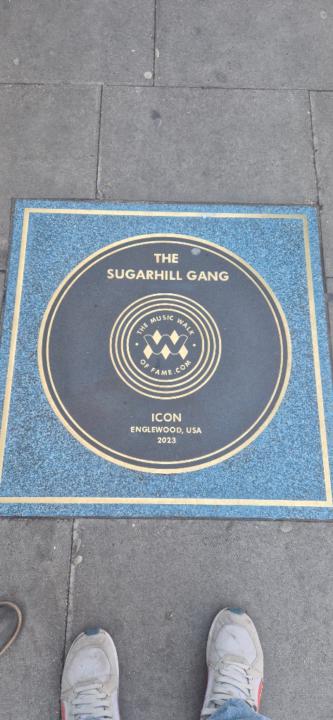 THE
SUGARHILL GANG
THE MUSIC WALK
OF FAME.COM
ICON
ENGLEWOOD, USA
2023